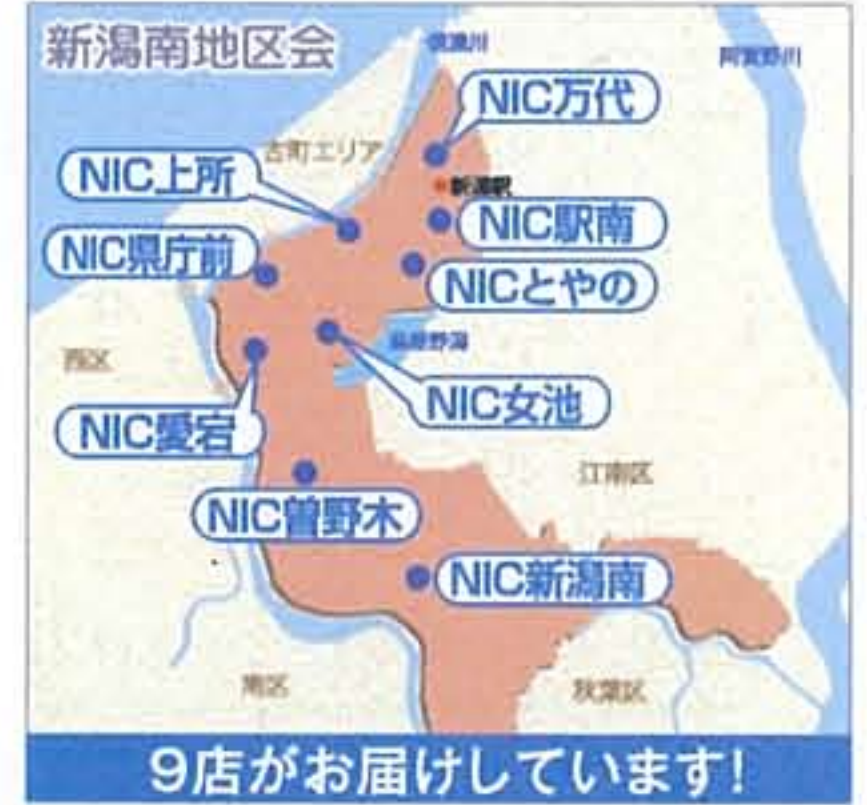 新潟南地区会
信濃川
阿賀野川
NIC万代
古町エリア
NIC上所
新潟駅
NIC駅南
NIC県庁前
NICとやの
鳥屋野潟
西区
NIC女池
NIC愛宕
江南区
NIC曽野木
NIC新潟南
南区
秋葉区
9店がお届けしています!